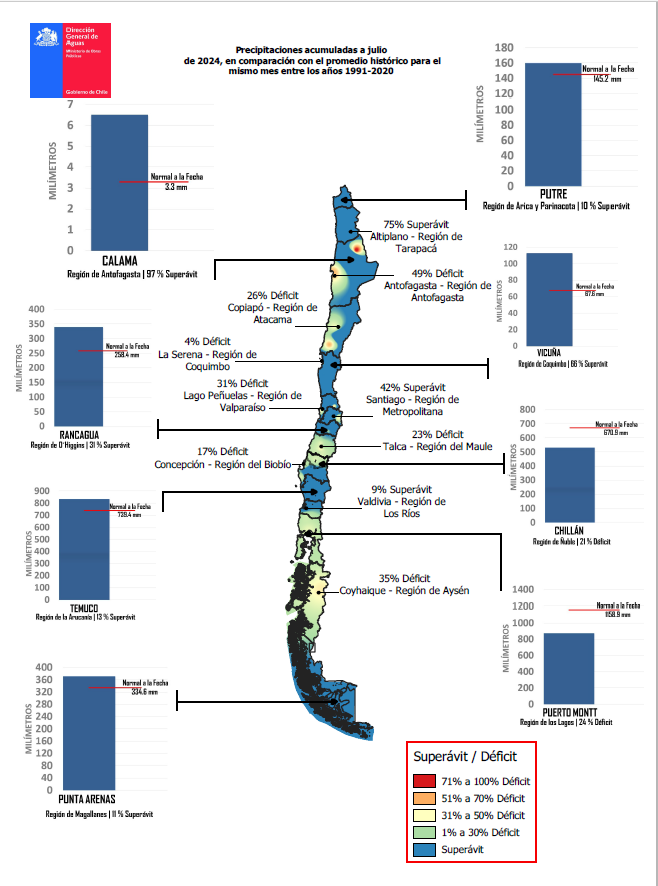 Dirección
General de
Aguas
Ministerio de Obras
Públicas
Gobierno de Chile
Precipitaciones acumuladas a julio
de 2024, en comparación con el promedio histórico para el
mismo mes entre los años 1991-2020
MILÍMETROS
7
6
5
4
3
2
1
0
Normal a la Fecha
3.3 mm
CALAMA
Región de Antofagasta | 97 % Superávit
MILÍMETROS
180
160
140
120
100
80
60
40
20
0
Normal a la Fecha
145.2 mm
PUTRE
Región de Arica y Parinacota | 10 % Superávit
75% Superávit
Altiplano - Región de
Tarapacá
49% Déficit
Antofagasta - Región de
Antofagasta
26% Déficit
Copiapó - Región de
Atacama
4% Déficit
La Serena - Región de
Coquimbo
31% Déficit
Lago Peñuelas - Región de
Valparaíso
42% Superávit
Santiago - Región de
Metropolitana
23% Déficit
Talca - Región del Maule
17% Déficit
Concepción - Región del Biobío
9% Superávit
Valdivia - Región de
Los Ríos
35% Déficit
Coyhaique - Región de Aysén
MILÍMETROS
120
100
80
60
40
20
0
Normal a la Fecha
67.6 mm
VICUÑA
Región de Coquimbo | 66 % Superávit
MILÍMETROS
400
350
300
250
200
150
100
50
0
Normal a la Fecha
258.4 mm
RANCAGUA
Región de O'Higgins | 31 % Superávit
MILÍMETROS
800
700
600
500
400
300
200
100
0
Normal a la Fecha
670.9 mm
CHILLÁN
Región de Ñuble | 21 % Déficit
MILÍMETROS
900
800
700
600
500
400
300
200
100
0
Normal a la Fecha
739.4 mm
TEMUCO
Región de la Araucanía | 13 % Superávit
MILÍMETROS
1400
1200
1000
800
600
400
200
0
Normal a la Fecha
1158.9 mm
PUERTO MONTT
Región de los Lagos | 24 % Déficit
MILÍMETROS
400
360
320
280
240
200
160
120
80
40
0
Normal a la Fecha
334.6 mm
PUNTA ARENAS
Región de Magallanes | 11 % Superávit
Superávit / Déficit
71% a 100% Déficit
51% a 70% Déficit
31% a 50% Déficit
1% a 30% Déficit
Superávit